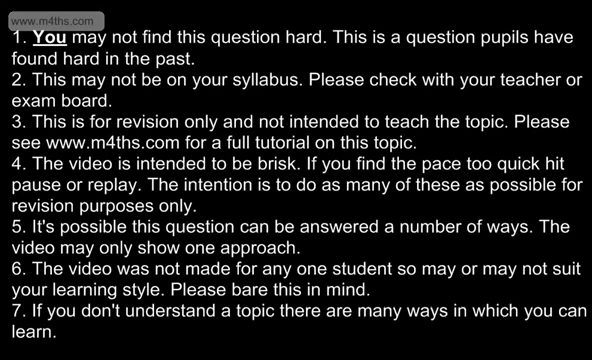 www.m4ths.com
1. You may not find this question hard. This is a question pupils have
found hard in the past.
2. This may not be on your syllabus. Please check with your teacher or
exam board.
3. This is for revision only and not intended to teach the topic. Please
see www.m4ths.com for a full tutorial on this topic.
4. The video is intended to be brisk. If you find the pace too quick hit
pause or replay. The intention is to do as many of these as possible for
revision purposes only.
5. It's possible this question can be answered a number of ways. The
video may only show one approach.
6. The video was not made for any one student so may or may not suit
your learning style. Please bare this in mind.
7. If you don't understand a topic there are many ways in which you can
learn.